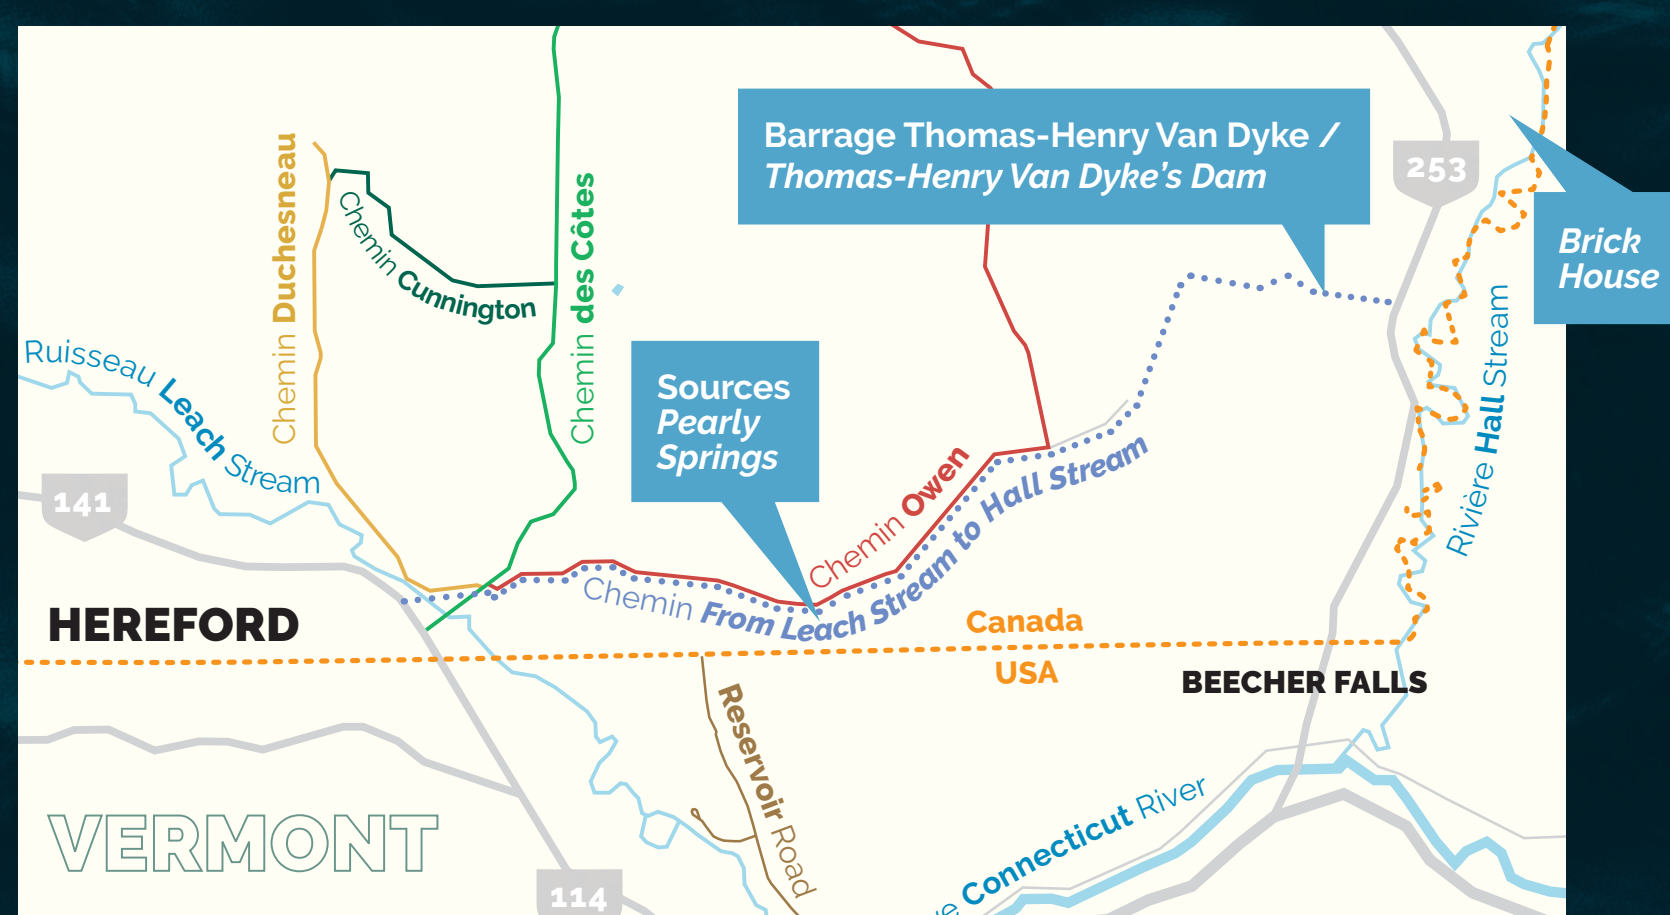 Barrage Thomas-Henry Van Dyke /
Thomas-Henry Van Dyke's Dam
253
Brick
House
Chemin Duchesneau
Chemin Cunnington
Chemin des Côtes
Rivière Hall Stream
Ruisseau Leach Stream
Sources
Pearly
Springs
Chemin Owen
141
Chemin From Leach Stream to Hall Stream
HEREFORD
Canada
USA
BEECHER FALLS
Reservoir Road
VERMONT
Connecticut River
114